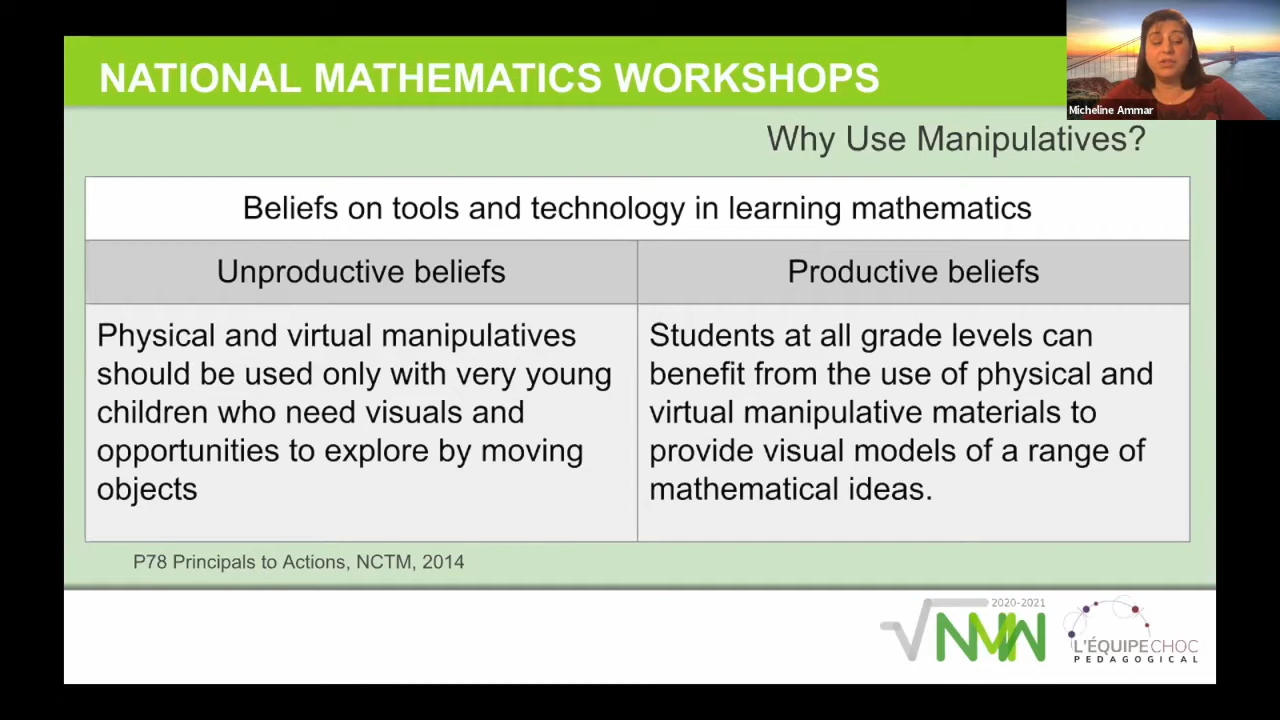 NATIONAL MATHEMATICS WORKSHOPS
Micheline Ammar
Why Use Manipulatives?
Beliefs on tools and technology in learning mathematics
Unproductive beliefs
Productive beliefs
Physical and virtual manipulatives
should be used only with very young
children who need visuals and
opportunities to explore by moving
objects
Students at all grade levels can
benefit from the use of physical and
virtual manipulative materials to
provide visual models of a range of
mathematical ideas.
P78 Principals to Actions, NCTM, 2014
2020-2021
NMW
L'ÉQUIPECHOC
PEDAGOGICAL